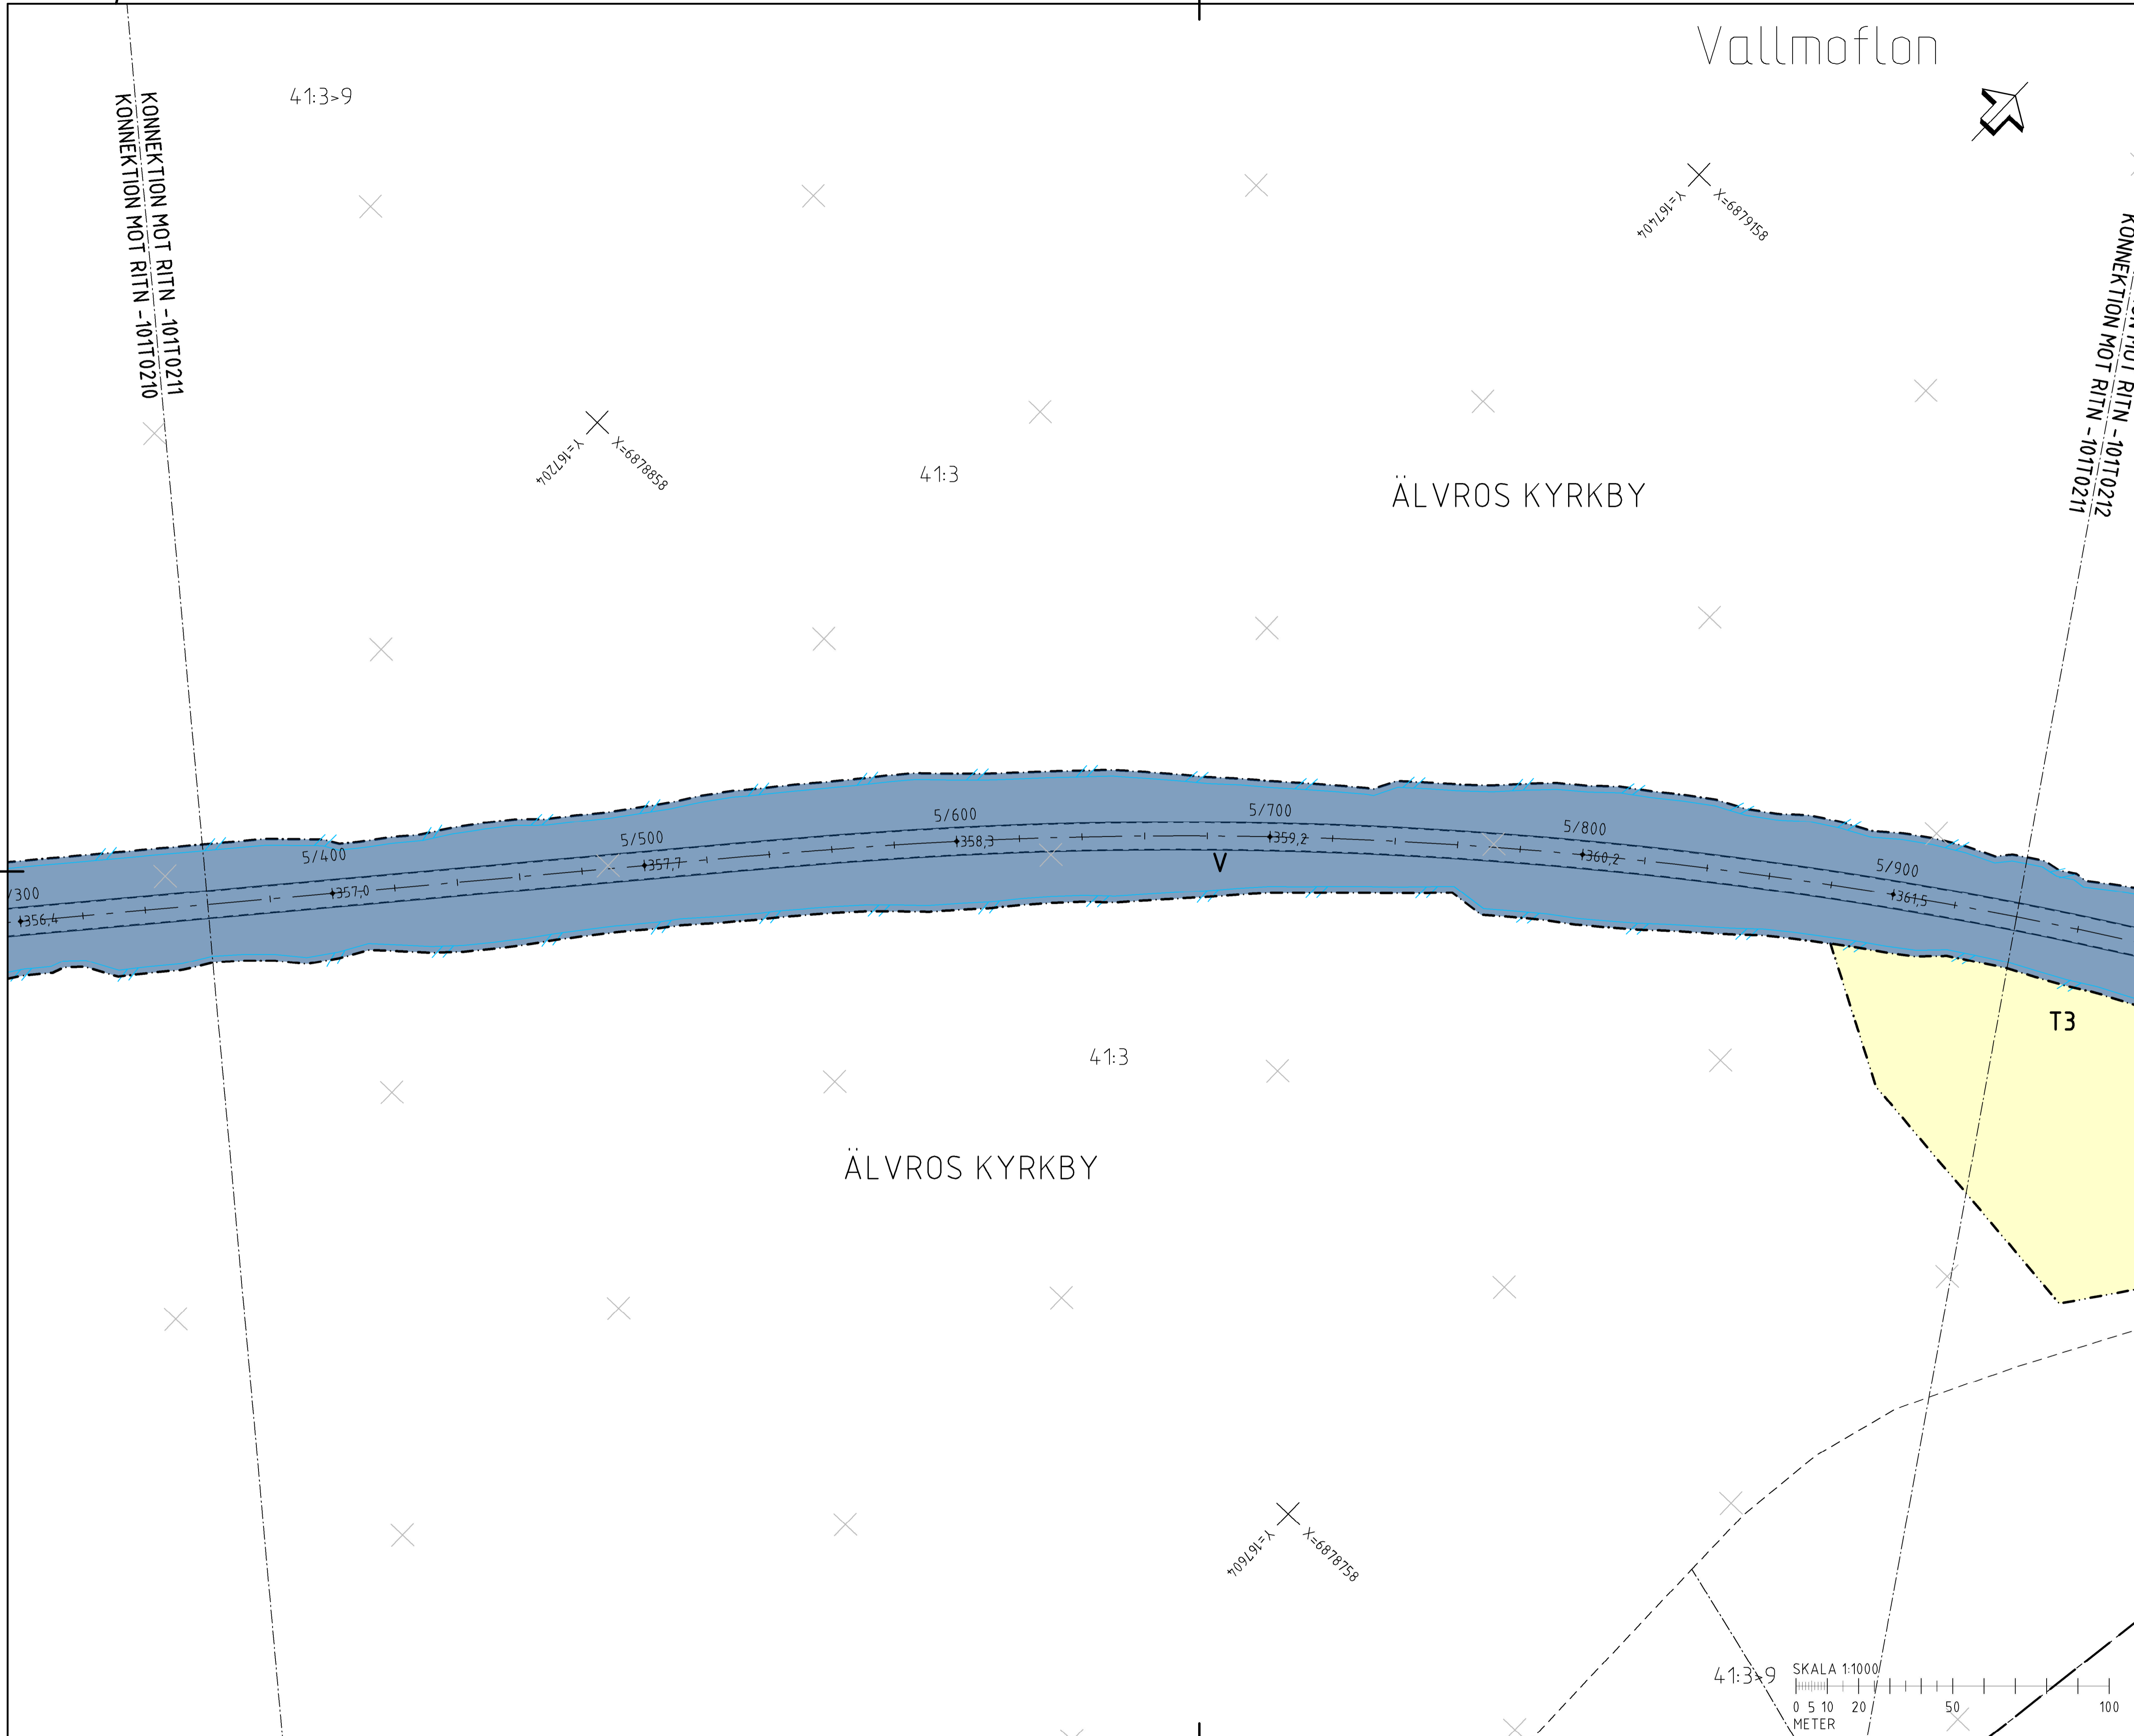 Vallmoflon
41:3>9
KONNEKTION MOT RITN -101T0211
KONNEKTION MOT RITN -101T0210
X=6879158
Y=167404
KONNEKTION MOT RITN -101T0212
KONNEKTION MOT RITN -101T0211
X=6878858
Y=167204
41:3
ÄLVROS KYRKBY
5/600
5/700
5/800
5/500
5/400
5/900
/300
356,4
357,0
357,7
358,3
359,2
360,2
361,5
V
T3
41:3
ÄLVROS KYRKBY
X=6878758
Y=167604
41:3>9
SKALA 1:1000
0 5 10 20 50 100
METER